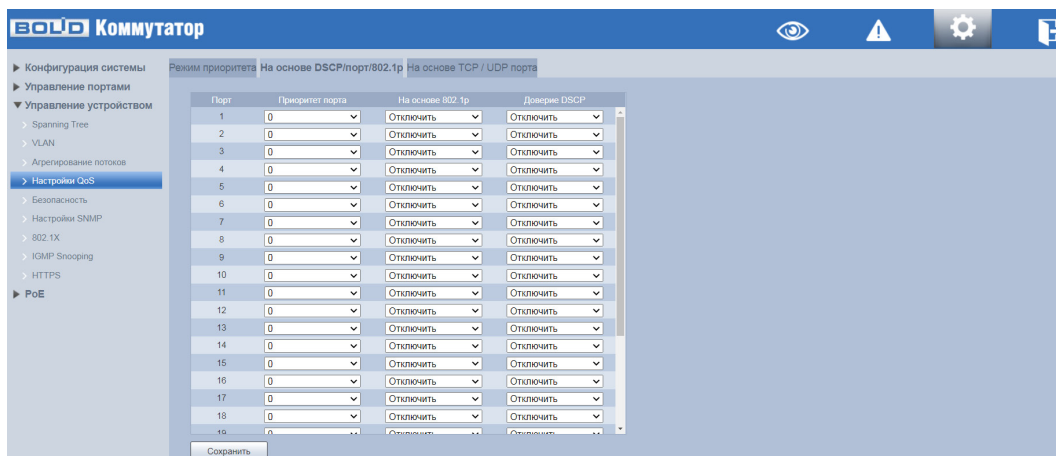 BOLID Коммутатор
Конфигурация системы
Управление портами
Управление устройством
Spanning Tree
VLAN
Агрегирование потоков
Настройки QoS
Безопасность
Настройки SNMP
802.1X
IGMP Snooping
HTTPS
PoE
Режим приоритета На основе DSCP/порт/802.1p На основе TCP / UDP порта
Порт Приоритет порта На основе 802.1p Доверие DSCP
1 0 Отключить Отключить
2 0 Отключить Отключить
3 0 Отключить Отключить
4 0 Отключить Отключить
5 0 Отключить Отключить
6 0 Отключить Отключить
7 0 Отключить Отключить
8 0 Отключить Отключить
9 0 Отключить Отключить
10 0 Отключить Отключить
11 0 Отключить Отключить
12 0 Отключить Отключить
13 0 Отключить Отключить
14 0 Отключить Отключить
15 0 Отключить Отключить
16 0 Отключить Отключить
17 0 Отключить Отключить
18 0 Отключить Отключить
19 0 Отключить Отключить
Сохранить